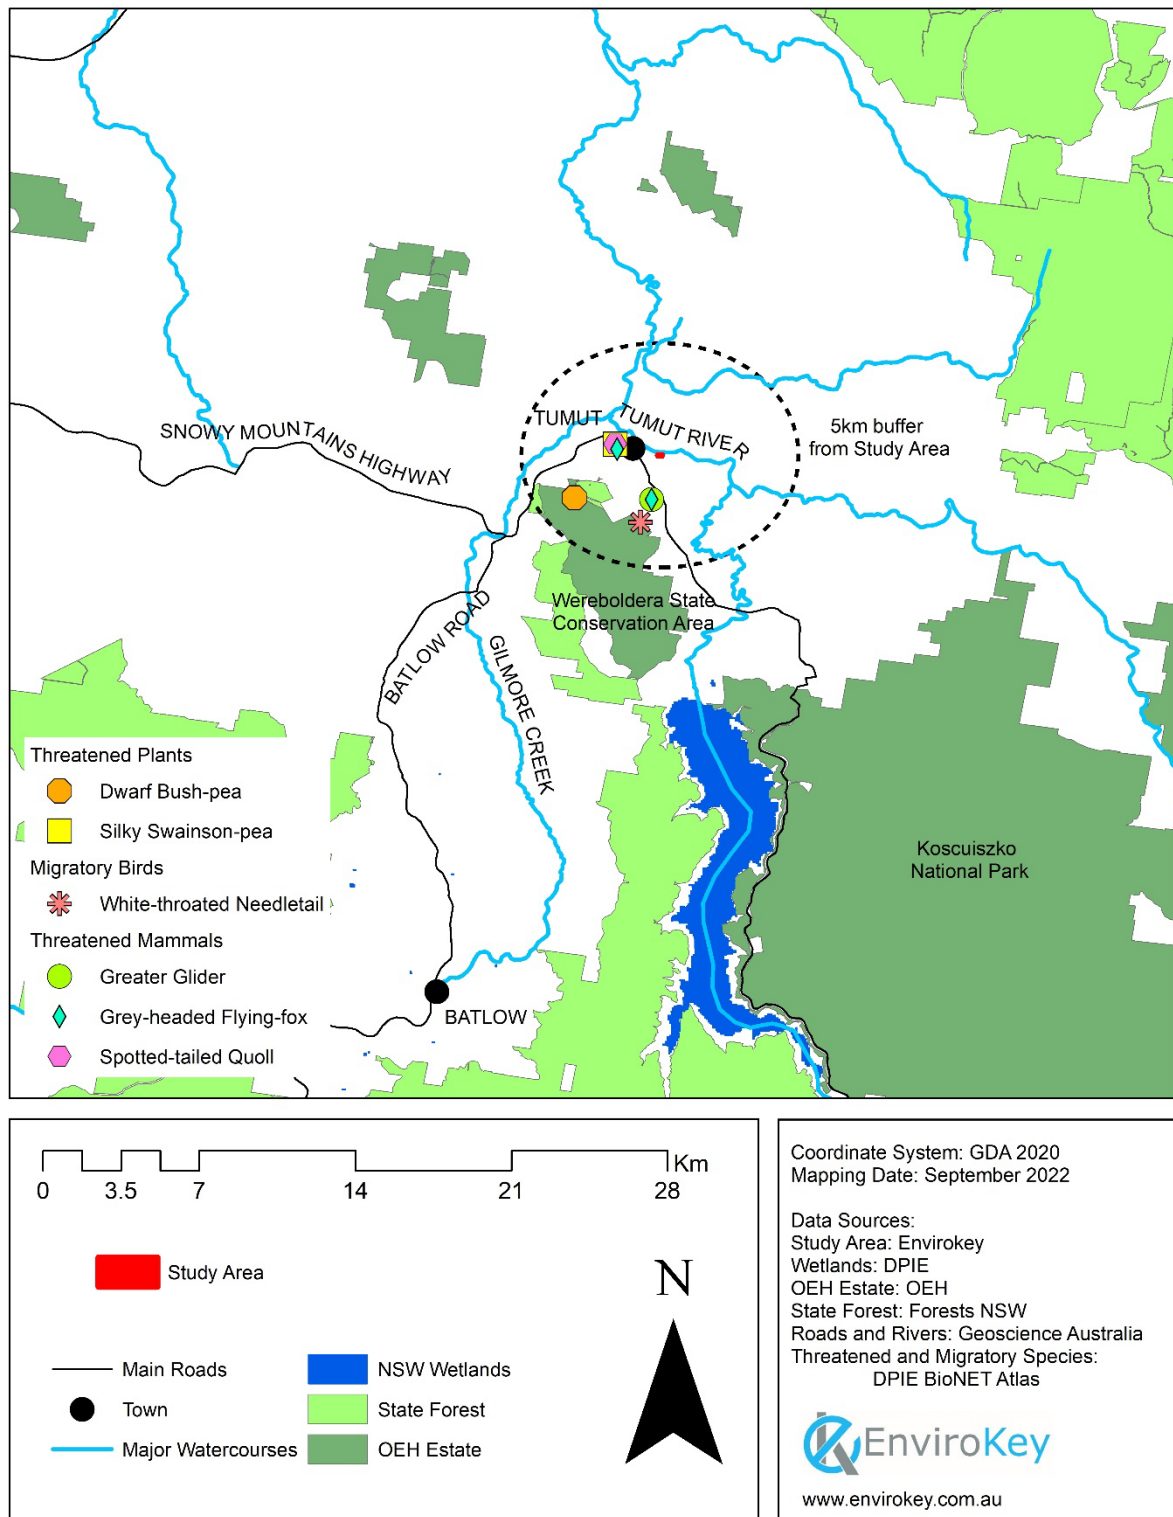 TUMUT
TUMUT RIVER
5km buffer
from Study Area
SNOWY MOUNTAINS HIGHWAY
Wereboldera State
Conservation Area
BATLOW ROAD
GILMORE CREEK
Koscuiszko
National Park
BATLOW
Threatened Plants
Dwarf Bush-pea
Silky Swainson-pea
Migratory Birds
White-throated Needletail
Threatened Mammals
Greater Glider
Grey-headed Flying-fox
Spotted-tailed Quoll
Km
0 3.5 7 14 21 28
Study Area
N
Main Roads
Town
Major Watercourses
NSW Wetlands
State Forest
OEH Estate
Coordinate System: GDA 2020
Mapping Date: September 2022
Data Sources:
Study Area: Envirokey
Wetlands: DPIE
OEH Estate: OEH
State Forest: Forests NSW
Roads and Rivers: Geoscience Australia
Threatened and Migratory Species:
DPIE BioNET Atlas
EnviroKey
www.envirokey.com.au